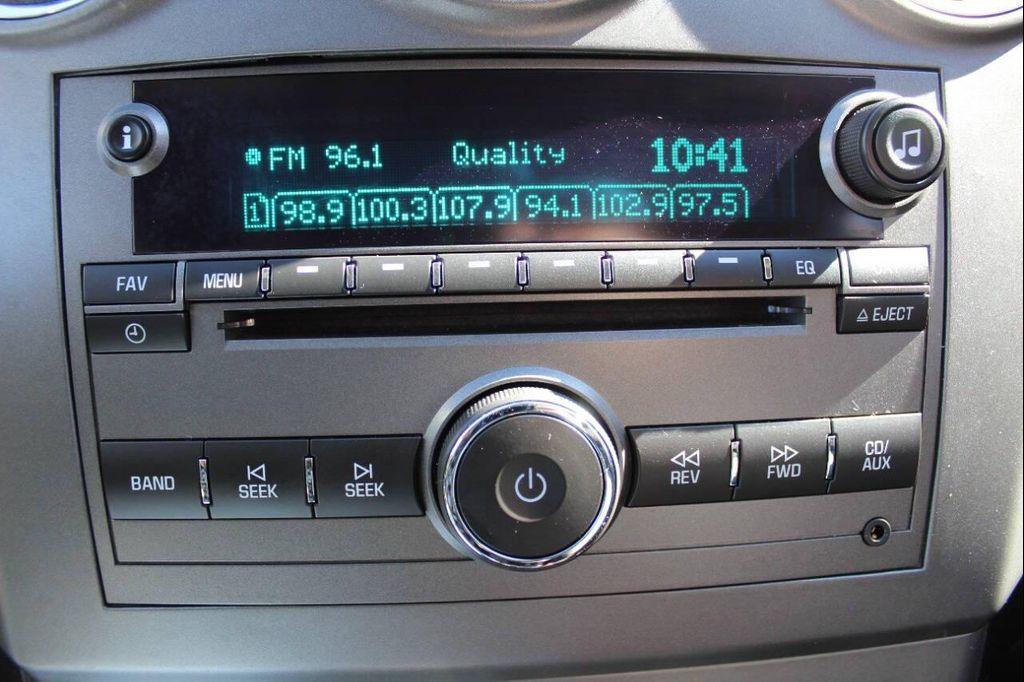 i
FM 96.1 Quality 10:41
1 98.9 100.3 107.9 94.1 102.9 97.5
FAV MENU EQ
EJECT
BAND SEEK SEEK REV FWD CD/
AUX